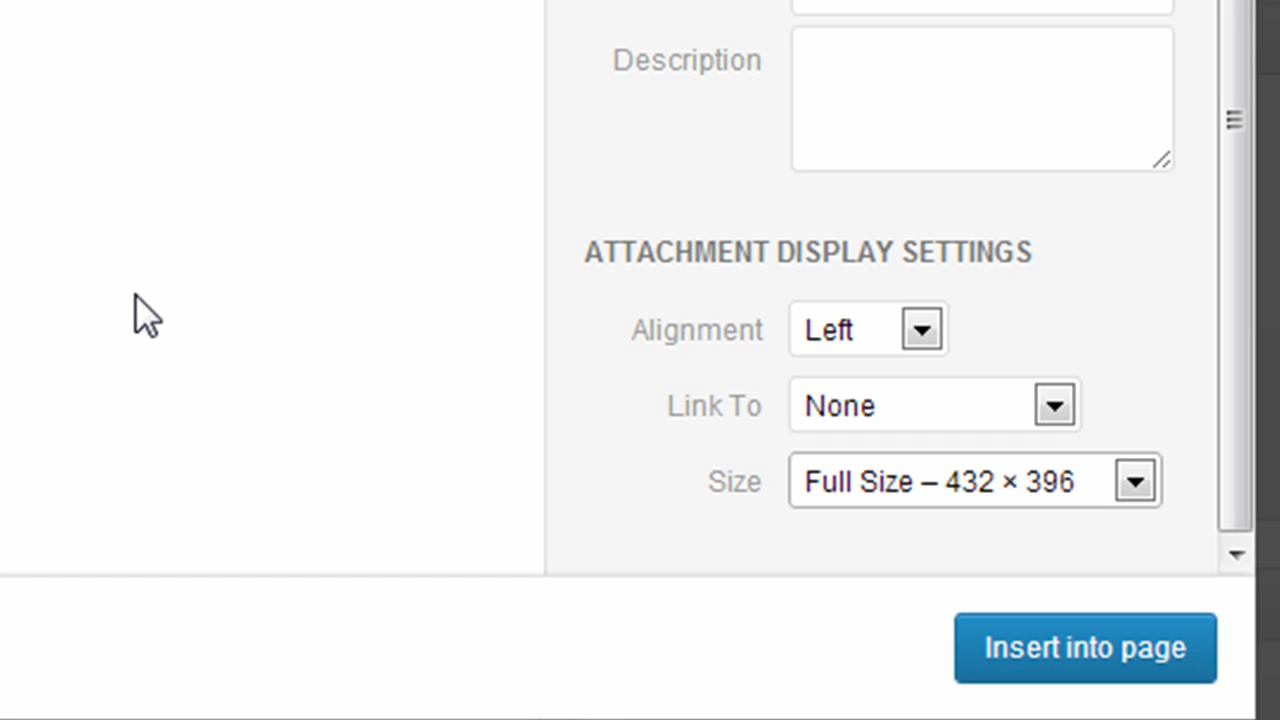 Description
ATTACHMENT DISPLAY SETTINGS
Alignment Left
Link To None
Size Full Size – 432 × 396
Insert into page